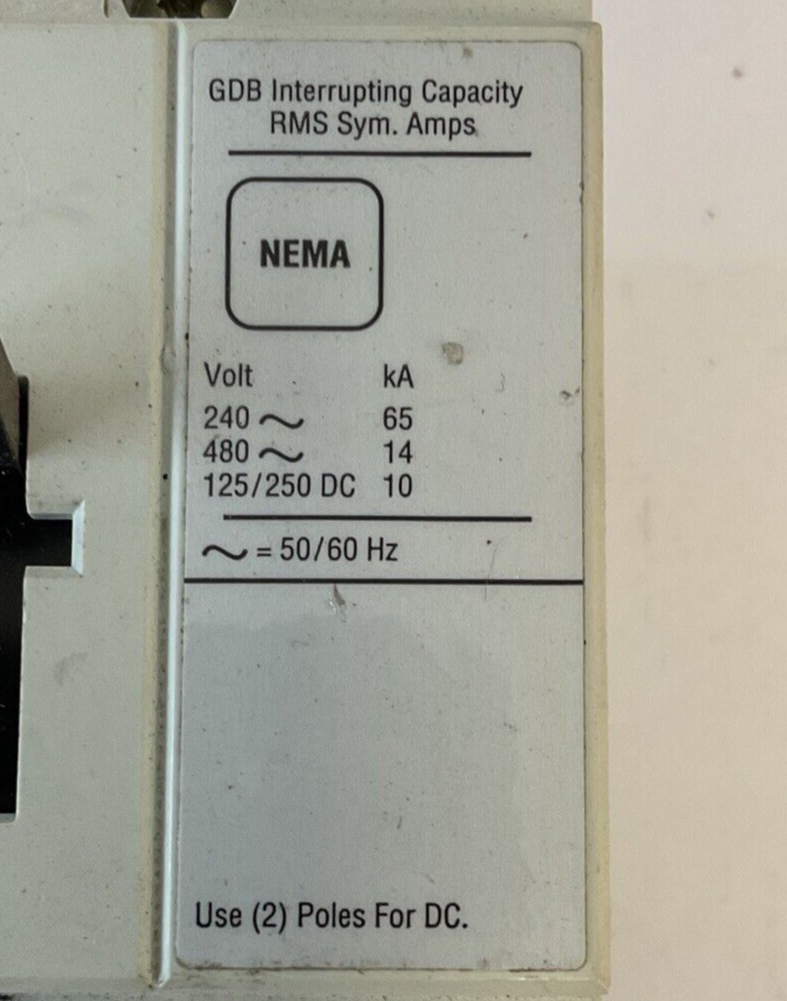 GDB Interrupting Capacity
RMS Sym. Amps
NEMA
Volt kA
240 ~ 65
480 ~ 14
125/250 DC 10
~ = 50/60 Hz
Use (2) Poles For DC.